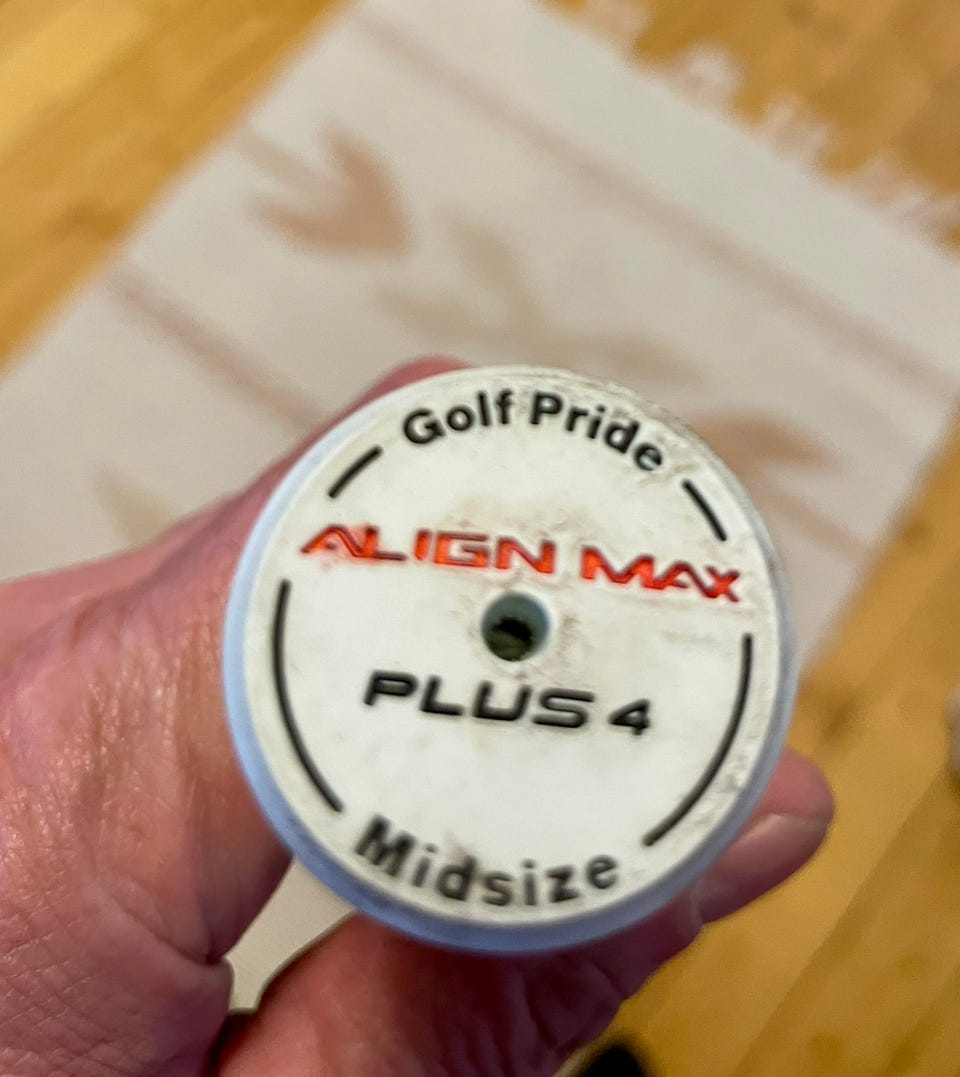 Golf Pride
ALIGN MAX
PLUS 4
Midsize